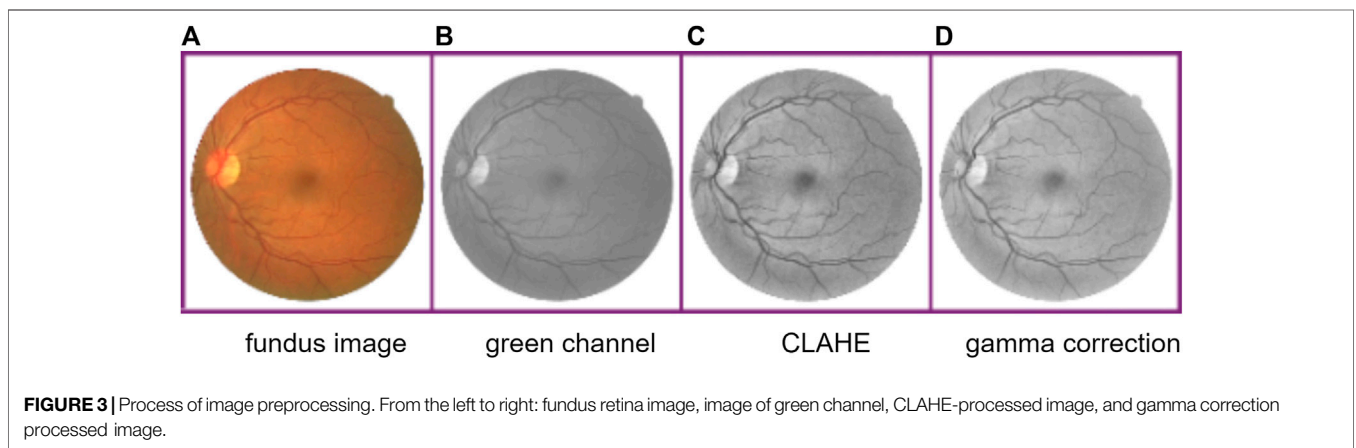 A B C D
fundus image green channel CLAHE gamma correction
FIGURE 3 | Process of image preprocessing. From the left to right: fundus retina image, image of green channel, CLAHE-processed image, and gamma correction
processed image.